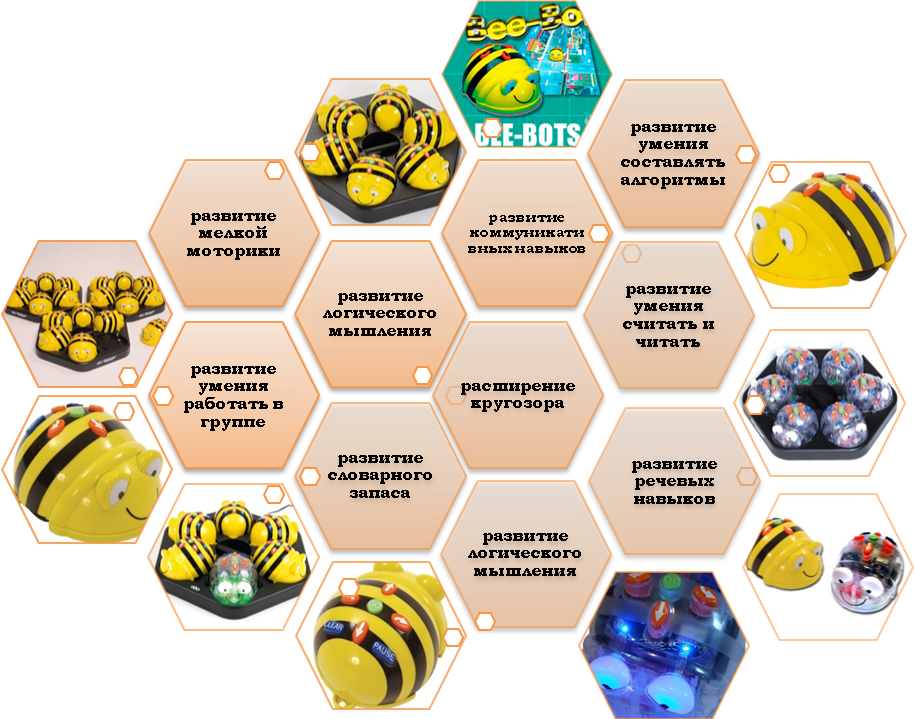 Bee-Bo
BEE-BOTS
развитие
умения
составлять
алгоритмы
развитие
мелкой
моторики
развитие
коммуникати
вных навыков
развитие
логического
мышления
развитие
умения
считать и
читать
развитие
умения
работать в
группе
расширение
кругозора
развитие
словарного
запаса
развитие
речевых
навыков
развитие
логического
мышления
CLEAR
PAUSE